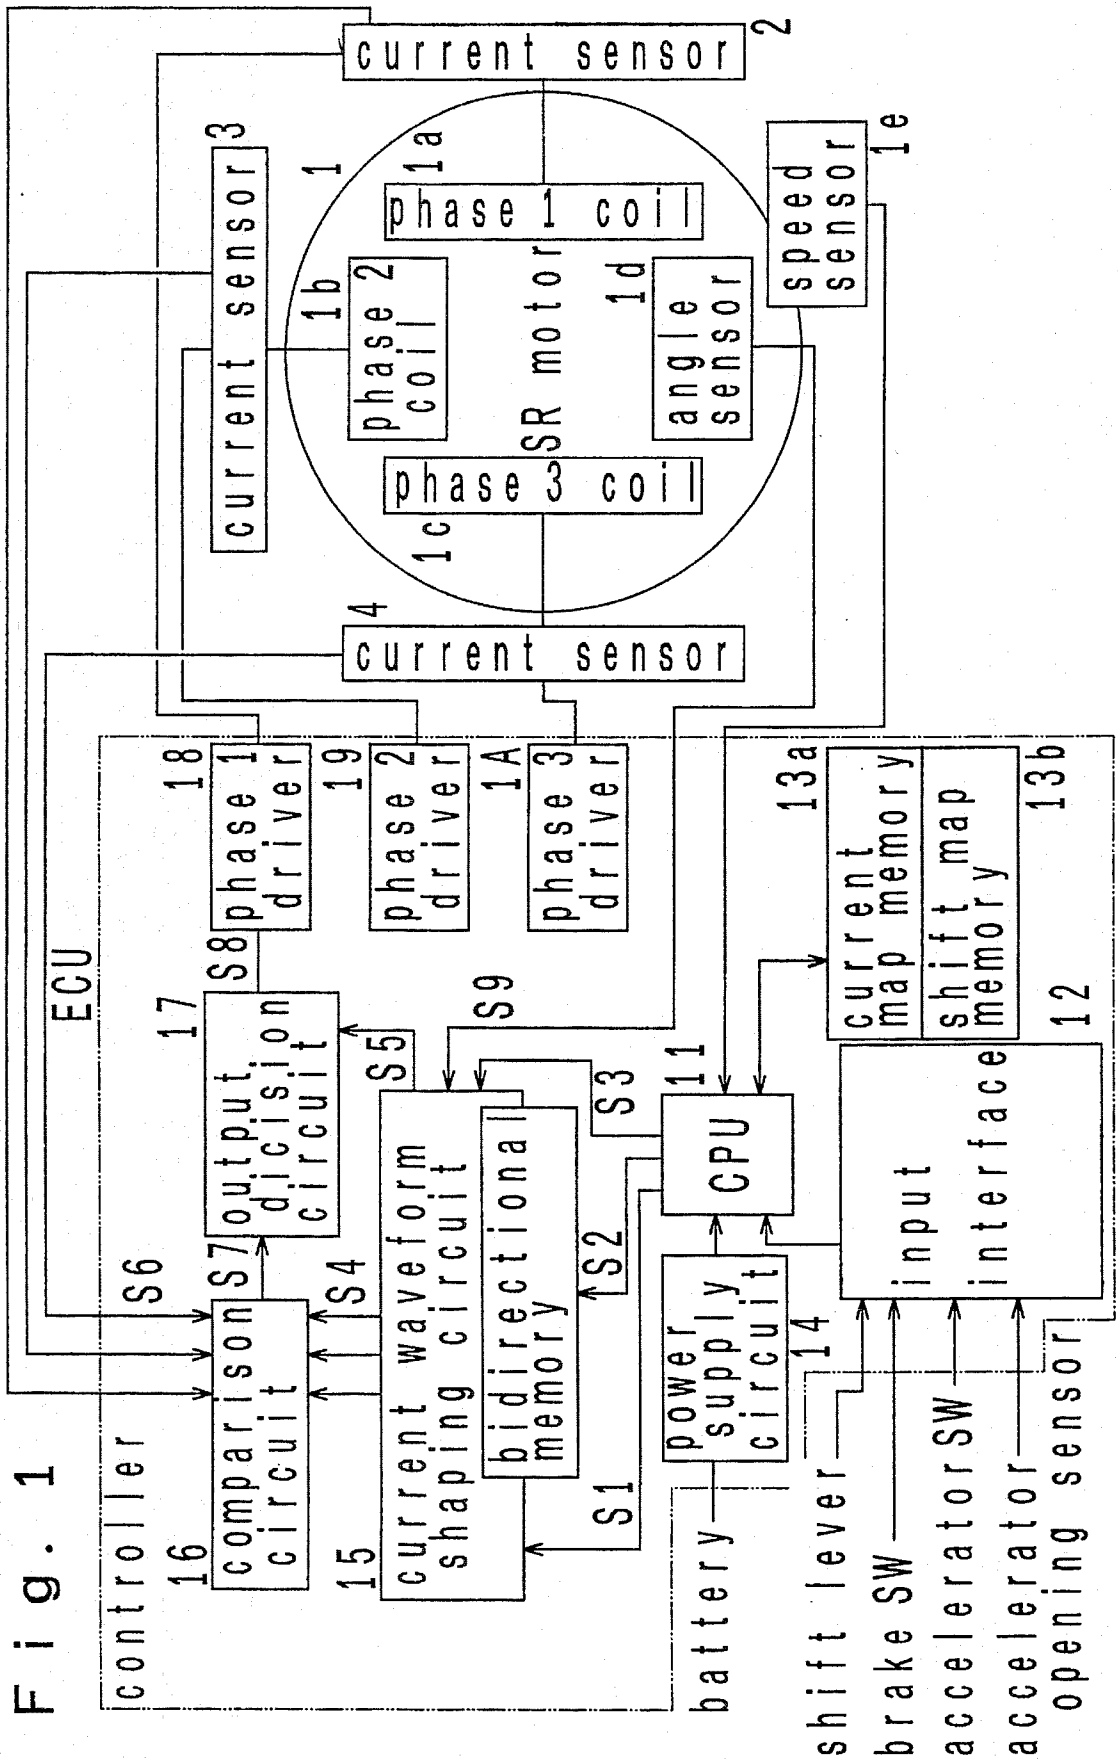 Fig. 1
controller
ECU
16
comparison
circuit
S6
S7
17
output
dicision
circuit
S8
18
phase 1
driver
19
phase 2
driver
1A
phase 3
driver
15
current waveform
shaping circuit
bidirectional
memory
S4
S5
S9
S1
S2
S3
11
CPU
battery
power
supply
circuit
14
13a
current
map memory
shift map
memory
13b
input
interface
12
shift lever
brake SW
accelerator SW
accelerator
opening sensor
current sensor
4
current sensor
3
current sensor
2
1
1a
phase 1 coil
1b
phase 2
coil
1c
phase 3 coil
SR motor
1d
angle
sensor
speed
sensor
1e